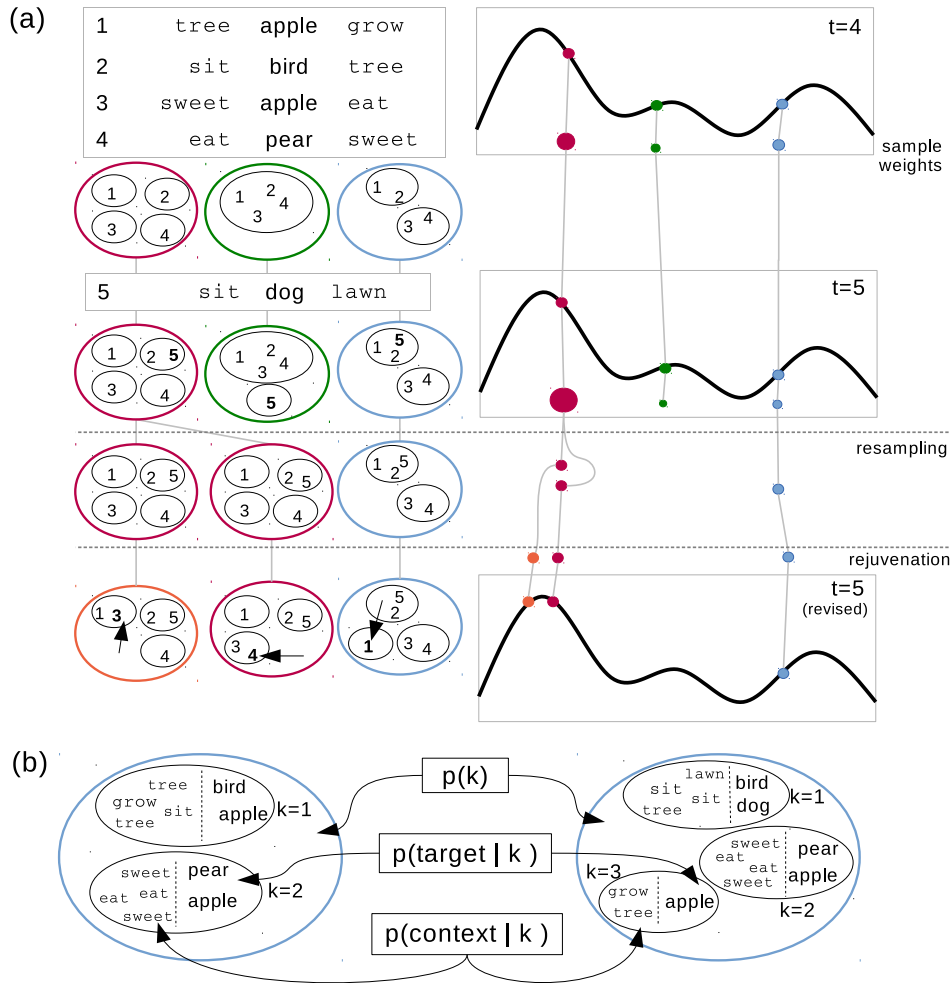 (a)
1 tree apple grow
2 sit bird tree
3 sweet apple eat
4 eat pear sweet
t=4
sample
weights
1 2 3 4
1 2 3 4
1 2 3 4
5 sit dog lawn
t=5
1 2 5 3 4
1 2 3 4 5
1 5 2 3 4
resampling
1 2 5 3 4
1 2 5 3 4
1 5 2 3 4
rejuvenation
1 3 2 5 4
1 2 5 3 4
5 2 1 3 4
t=5
(revised)
(b)
p(k)
p(target | k )
p(context | k )
tree
grow
sit
tree
bird
apple
k=1
sweet
eat
eat
sweet
pear
apple
k=2
lawn
sit
sit
tree
bird
dog
k=1
sweet
eat
eat
sweet
pear
apple
k=2
k=3
grow
tree
apple